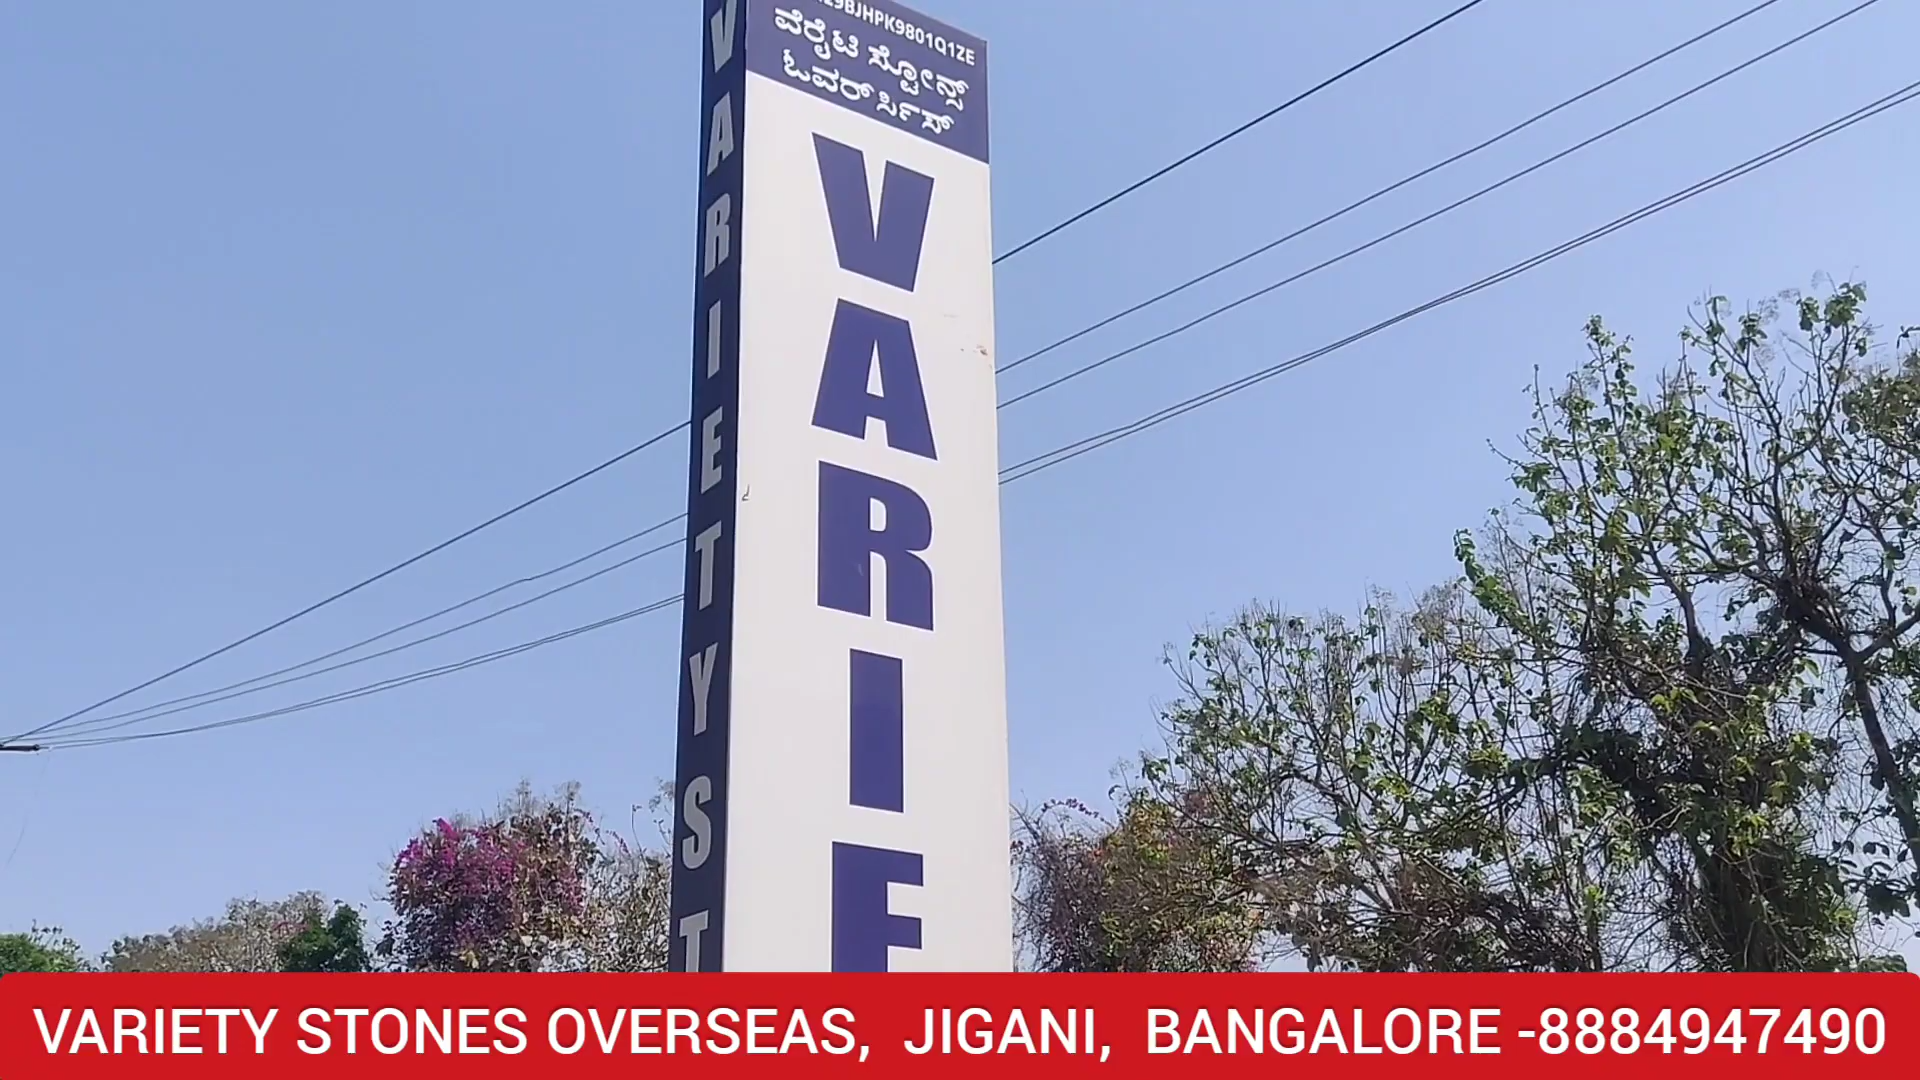 29BJHPK9801Q1ZE
ವೆರೈಟಿ ಸ್ಟೋನ್ಸ್
ಓವರ್ಸಿಸ್
VARIE
VARIETY ST
VARIETY STONES OVERSEAS, JIGANI, BANGALORE -8884947490